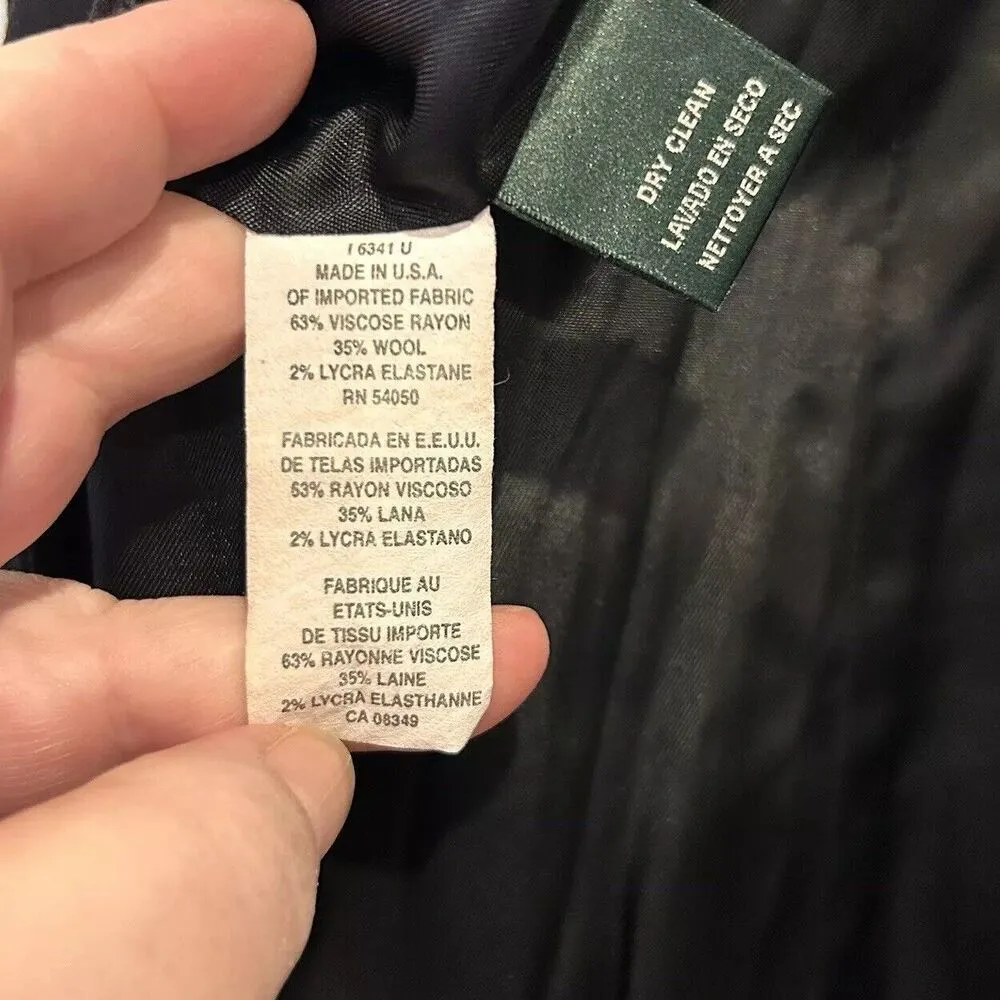 I 6341 U
MADE IN U.S.A.
OF IMPORTED FABRIC
63% VISCOSE RAYON
35% WOOL
2% LYCRA ELASTANE
RN 54050
FABRICADA EN E.E.U.U.
DE TELAS IMPORTADAS
53% RAYON VISCOSO
35% LANA
2% LYCRA ELASTANO
FABRIQUE AU
ETATS-UNIS
DE TISSU IMPORTE
63% RAYONNE VISCOSE
35% LAINE
2% LYCRA ELASTHANNE
CA 08349
DRY CLEAN
LAVADO EN SECO
NETTOYER A SEC